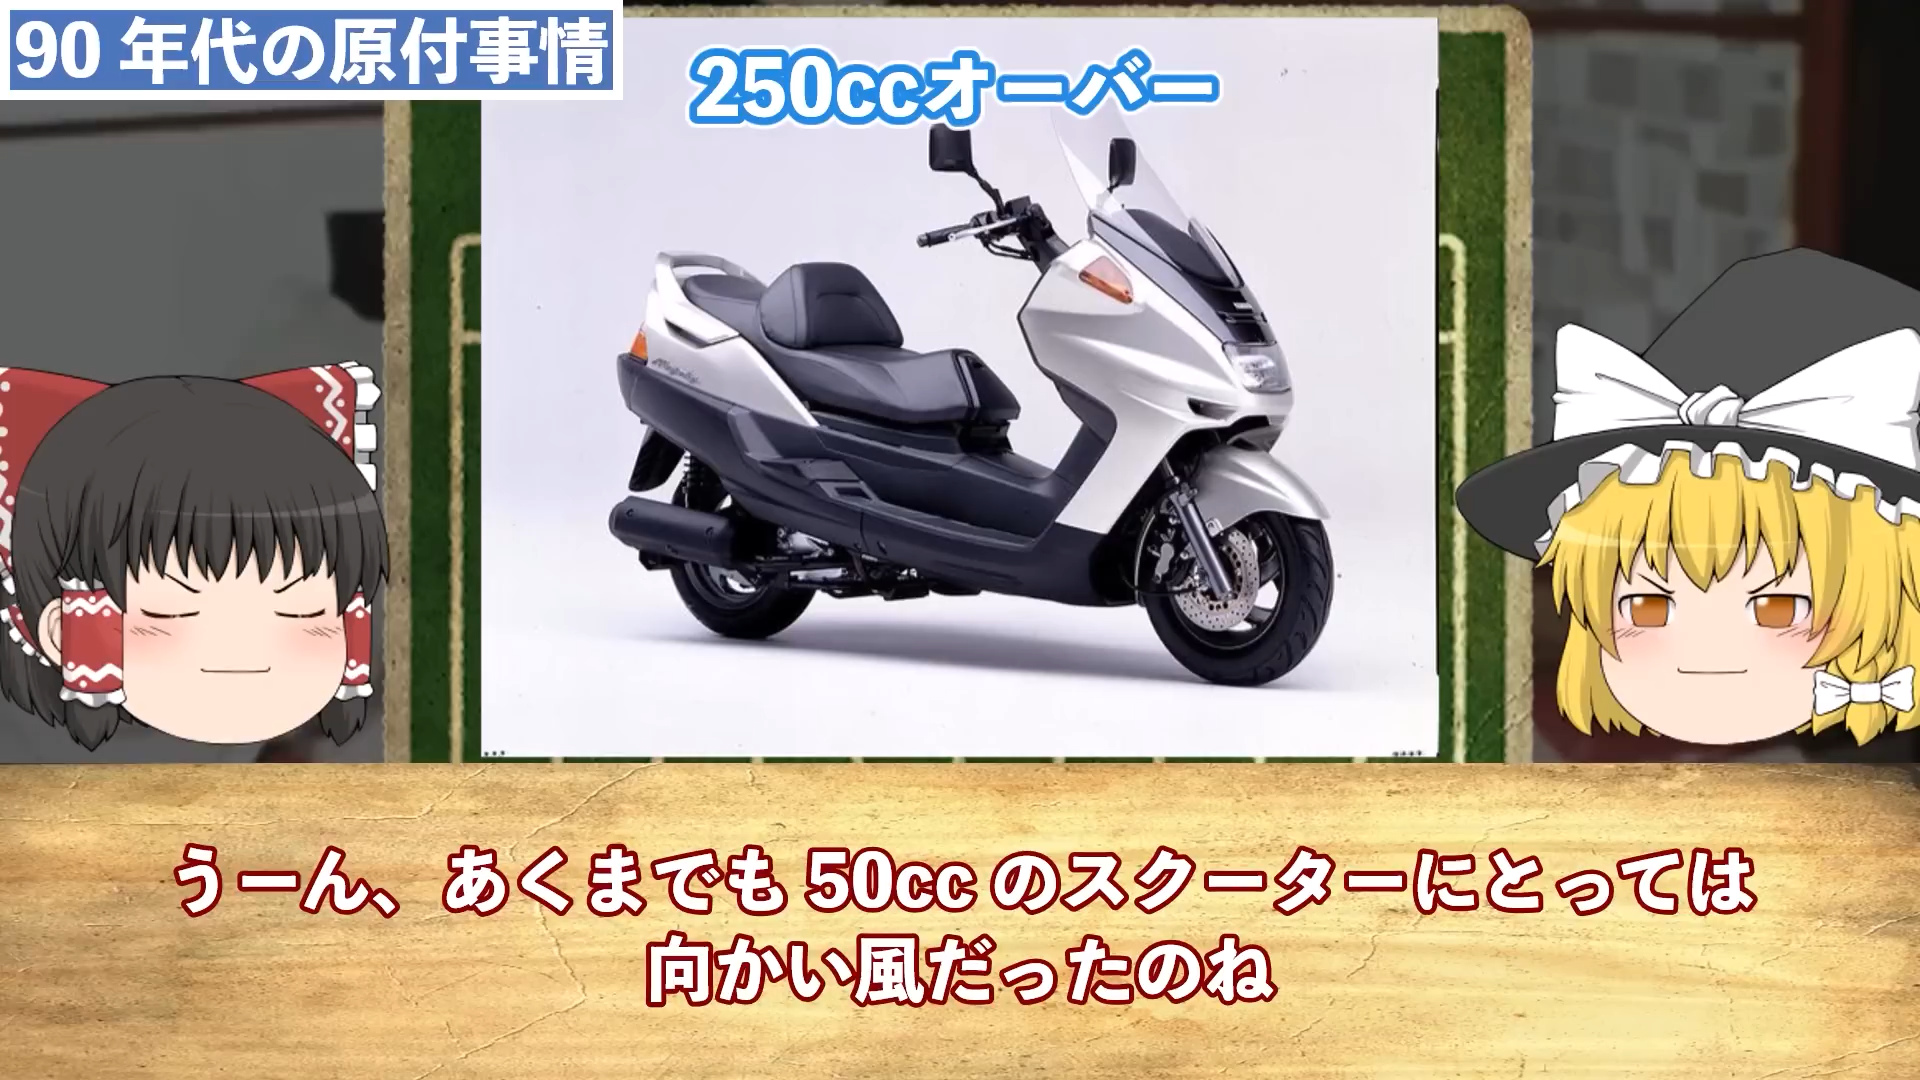 90年代の原付事情
250ccオーバー
Majesty
うーん、あくまでも50ccのスクーターにとっては
向かい風だったのね